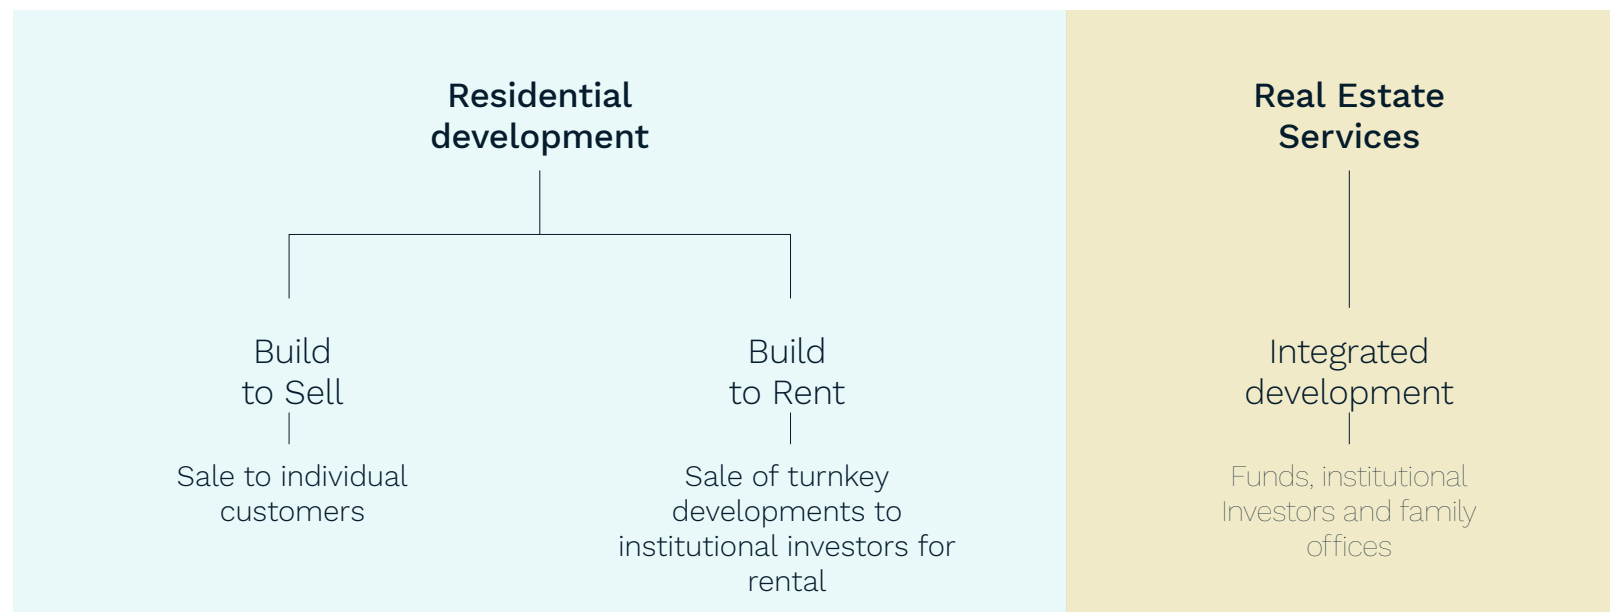 Residential
development
Build
to Sell
Sale to individual
customers
Build
to Rent
Sale of turnkey
developments to
institutional investors for
rental
Real Estate
Services
Integrated
development
Funds, institutional
Investors and family
offices